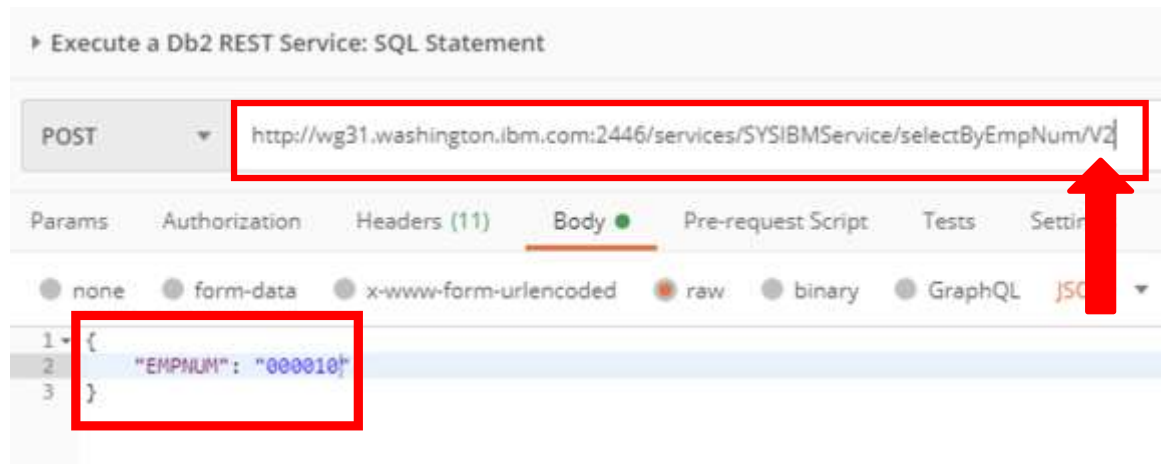 Execute a Db2 REST Service: SQL Statement
POST http://wg31.washington.ibm.com:2446/services/SYSIBMService/selectByEmpNum/V2
Params Authorization Headers (11) Body Pre-request Script Tests Settin
none form-data x-www-form-urlencoded raw binary GraphQL JSO
1 {
2 "EMPNUM": "000010"
3 }